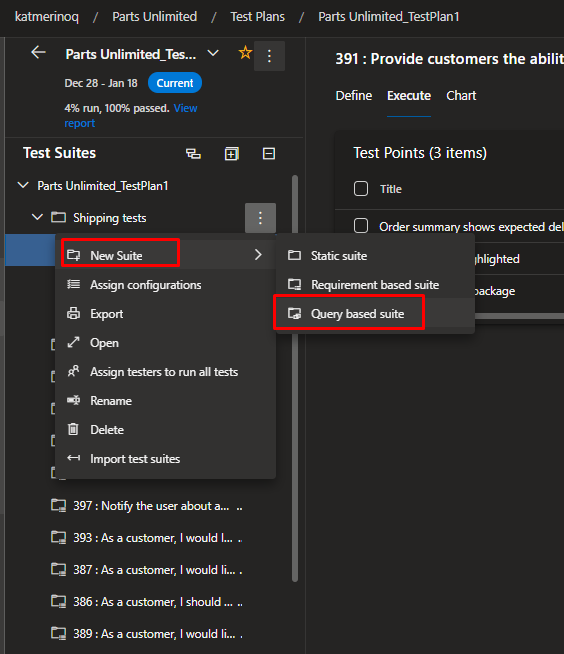 katmerinoq / Parts Unlimited / Test Plans / Parts Unlimited_TestPlan1
Parts Unlimited_Tes...
Dec 28 - Jan 18 Current
4% run, 100% passed. View
report
Test Suites
Parts Unlimited_TestPlan1
Shipping tests
New Suite
Assign configurations
Export
Open
Assign testers to run all tests
Rename
Delete
Import test suites
Static suite
Requirement based suite
Query based suite
397 : Notify the user about a... ..
393 : As a customer, I would l... .
387 : As a customer, I would li... .
386 : As a customer, I should ... .
389 : As a customer, I would li... .
391 : Provide customers the abilit
Define Execute Chart
Test Points (3 items)
Title
Order summary shows expected del
ghlighted
package